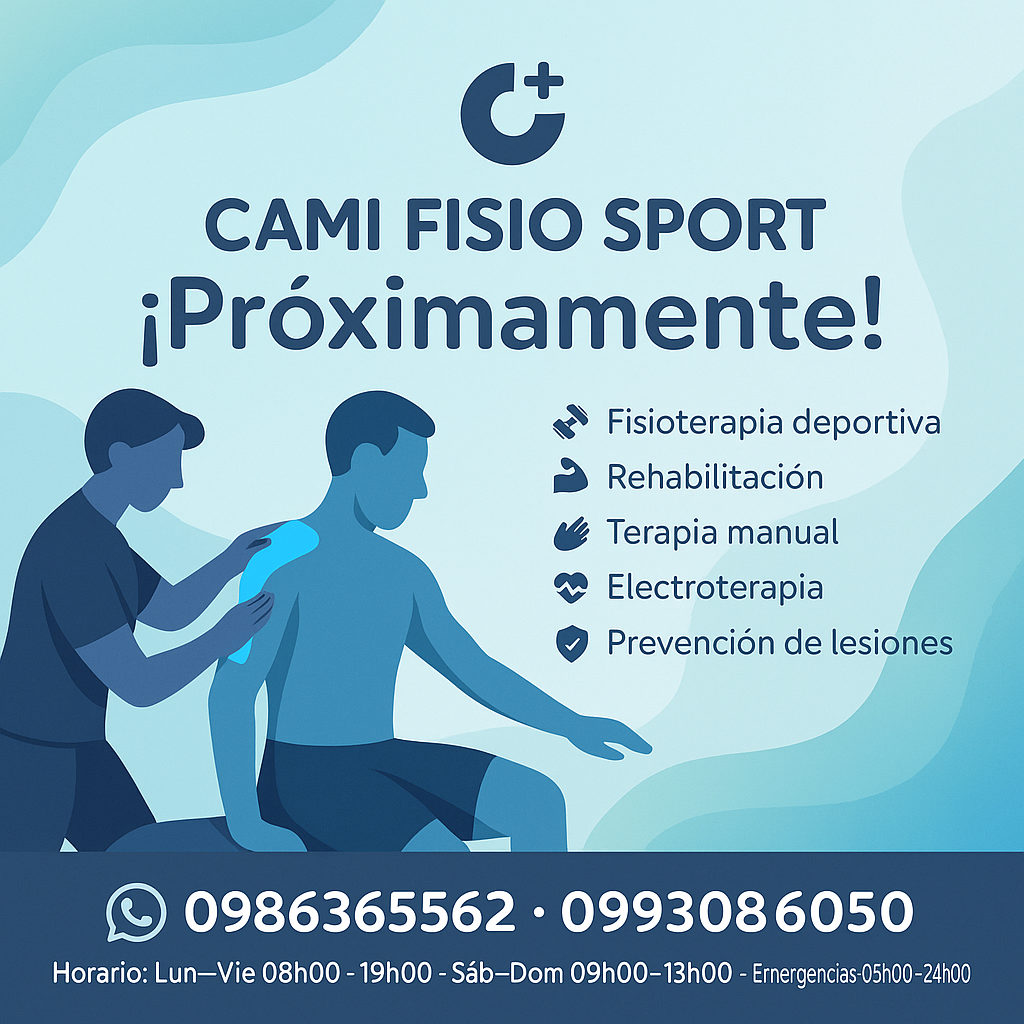 CAMI FISIO SPORT
¡Próximamente!
Fisioterapia deportiva
Rehabilitación
Terapia manual
Electroterapia
Prevención de lesiones
0986365562 · 0993086050
Horario: Lun–Vie 08h00 - 19h00 - Sáb–Dom 09h00–13h00 - Ernergencias-05h00–24h00